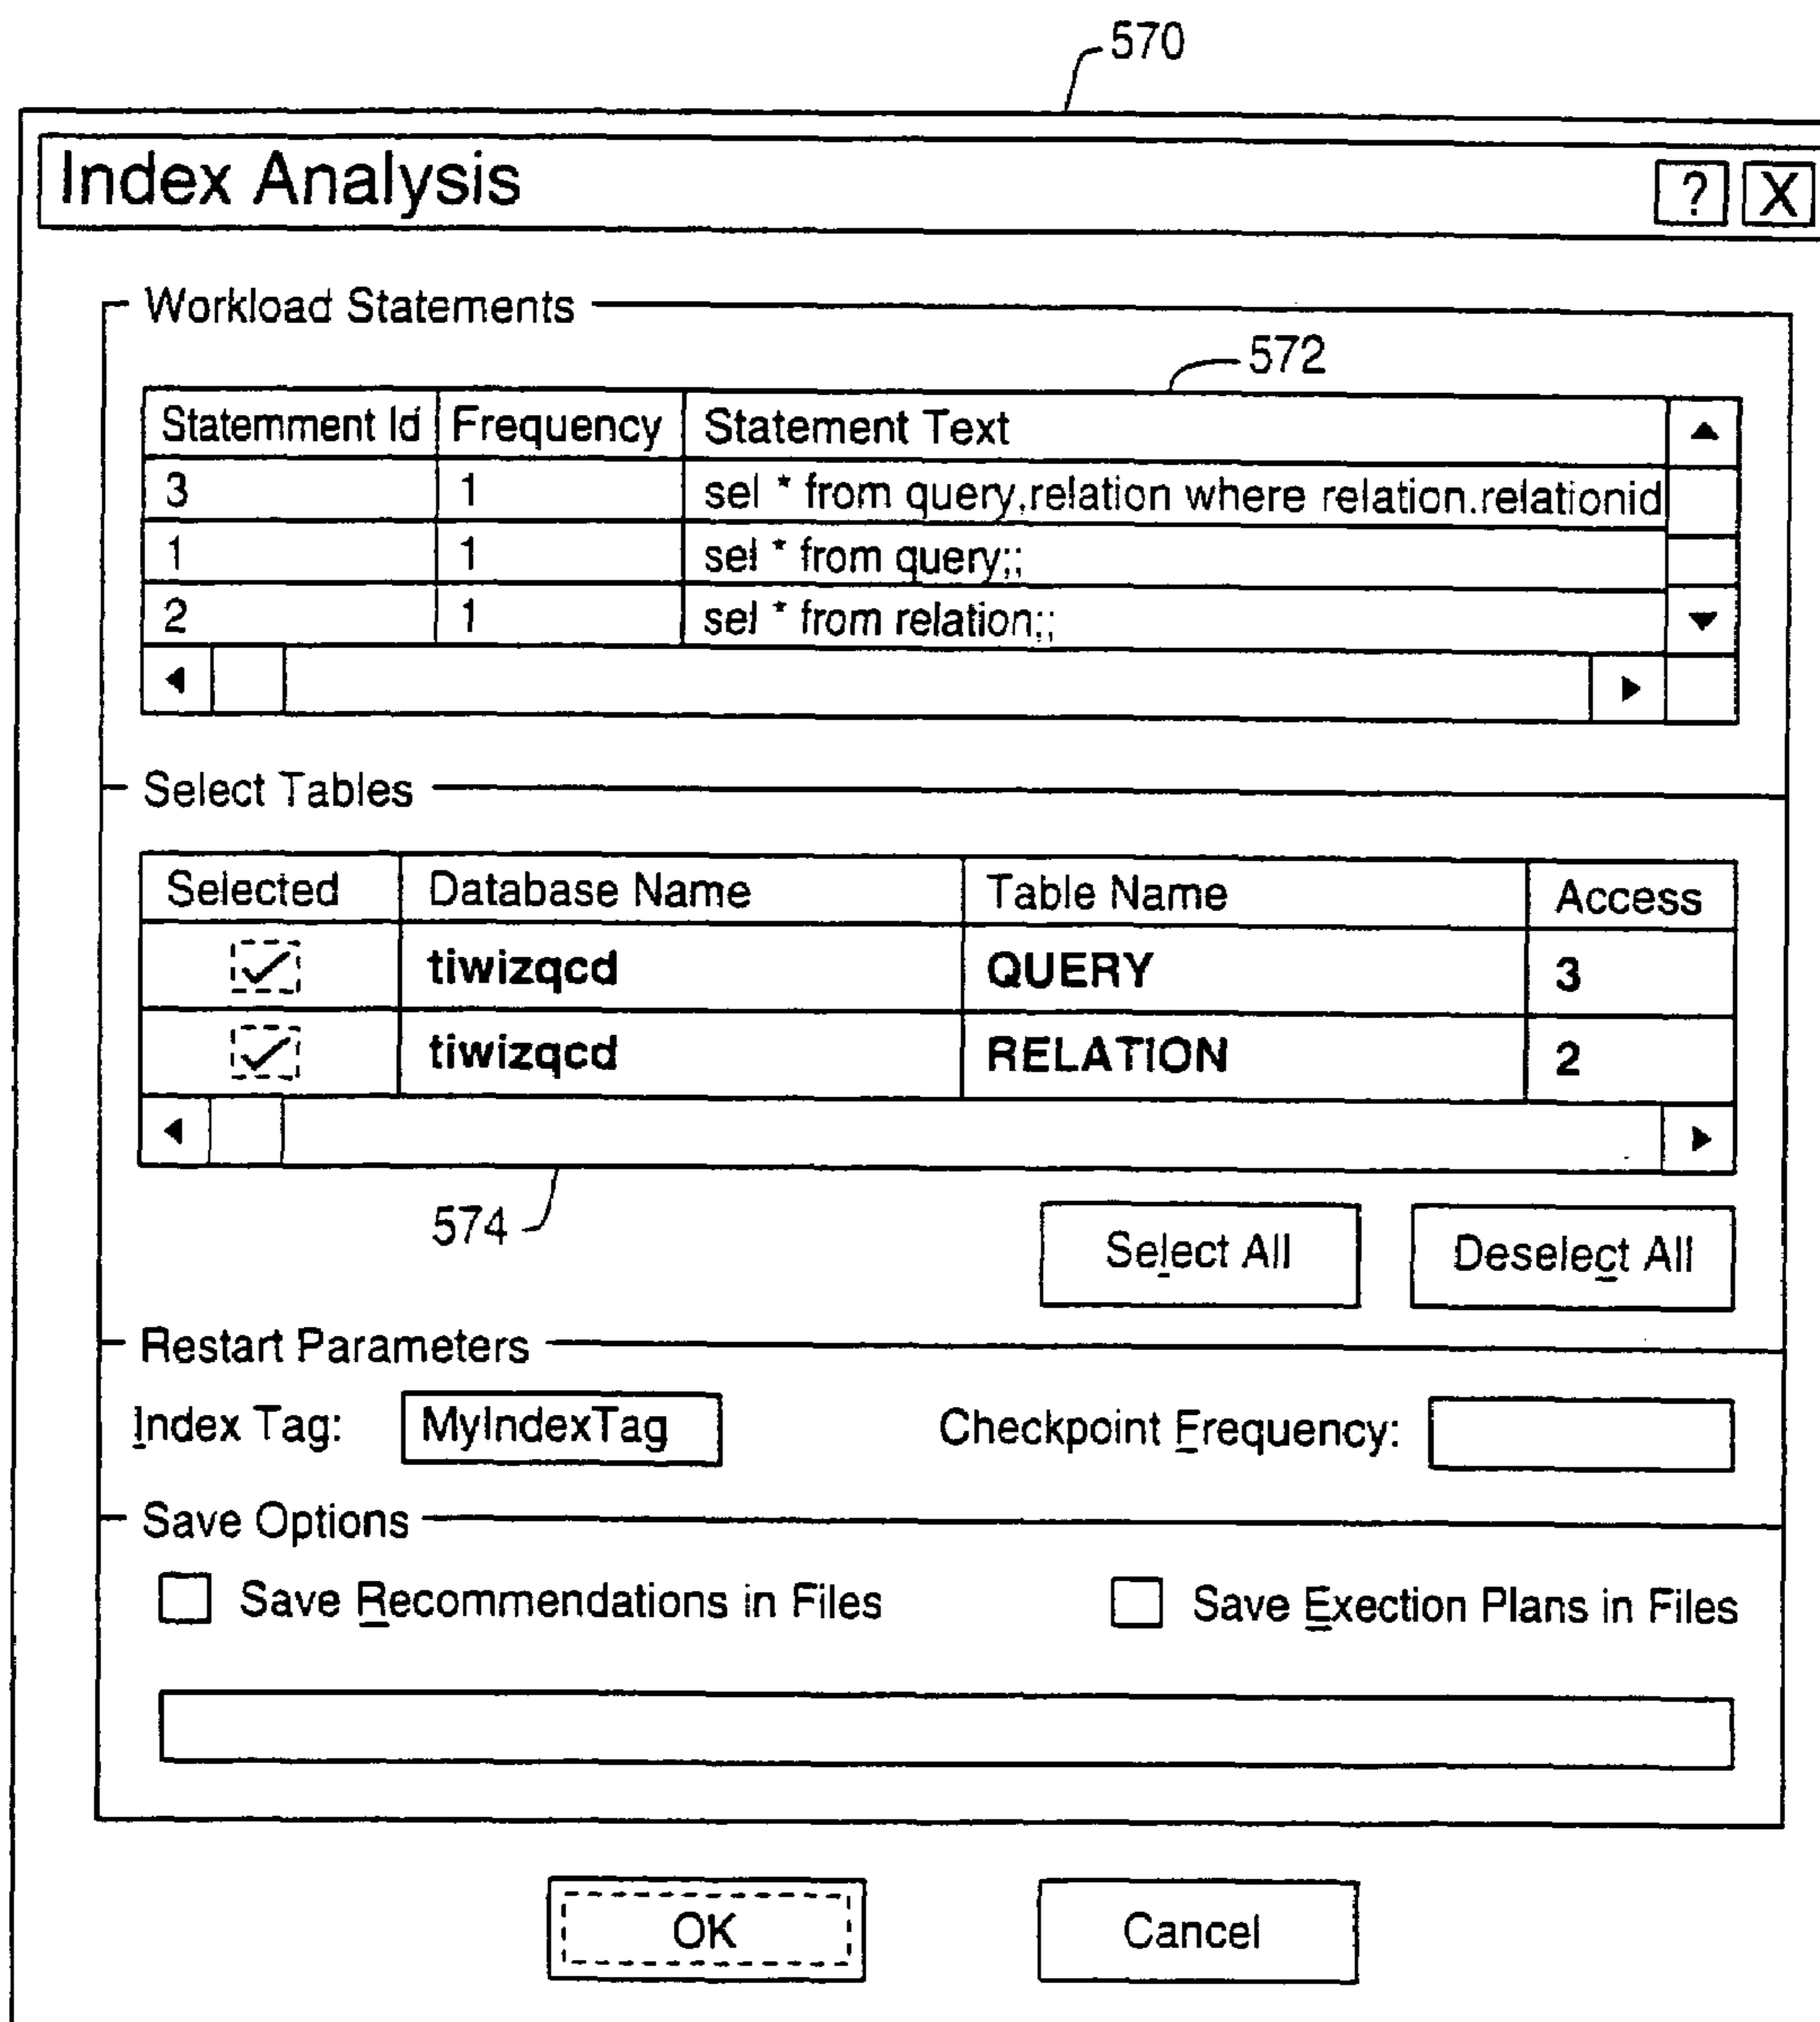 570
Index Analysis ? X
Workload Statements
572
Statemment Id Frequency Statement Text
3 1 sel * from query,relation where relation.relationid
1 1 sel * from query;;
2 1 sel * from relation;;
Select Tables
Selected Database Name Table Name Access
tiwizqcd QUERY 3
tiwizqcd RELATION 2
574
Select All Deselect All
Restart Parameters
Index Tag: MyIndexTag Checkpoint Frequency:
Save Options
Save Recommendations in Files Save Exection Plans in Files
OK Cancel